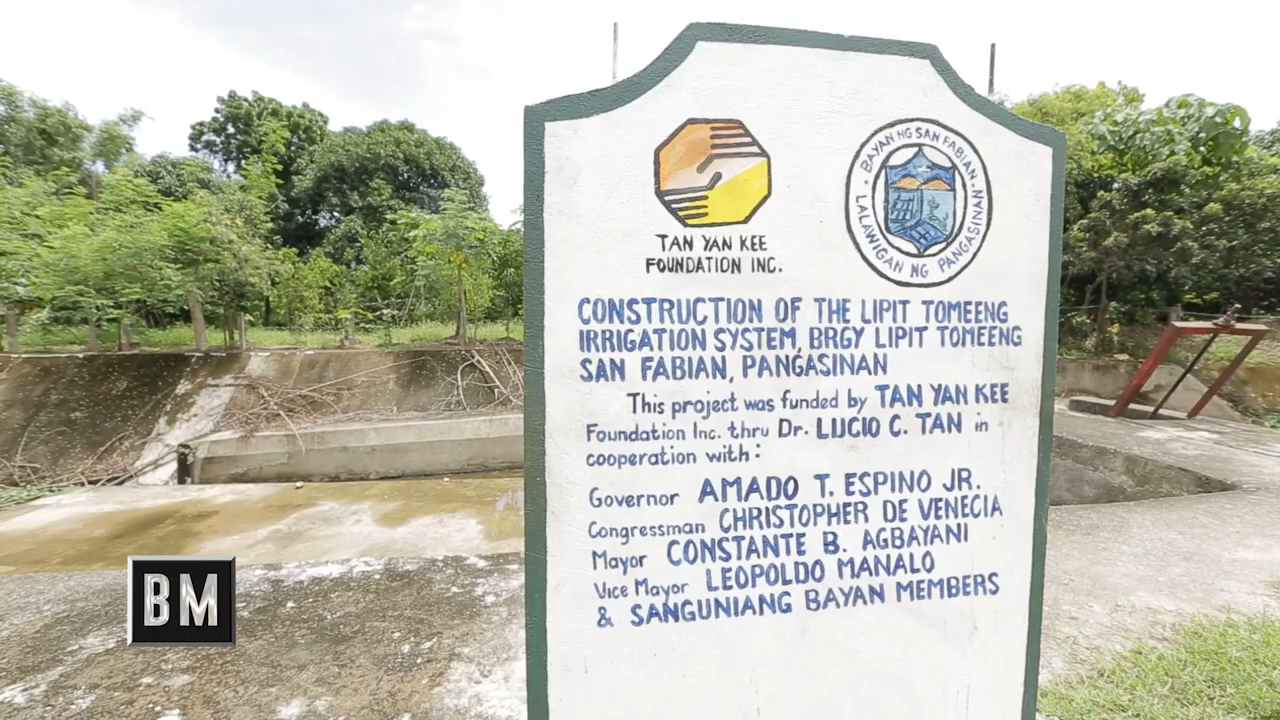 TAN YAN KEE
FOUNDATION INC.
BAYAN NG SAN FABIAN
LALAWIGAN NG PANGASINAN
CONSTRUCTION OF THE LIPIT TOMEENG
IRRIGATION SYSTEM, BRGY LIPIT TOMEENG
SAN FABIAN, PANGASINAN
This project was funded by TAN YAN KEE
Foundation Inc. thru Dr. LUCIO C. TAN in
cooperation with:
Governor AMADO T. ESPINO JR.
Congressman CHRISTOPHER DE VENECIA
Mayor CONSTANTE B. AGBAYANI
Vice Mayor LEOPOLDO MANALO
& SANGUNIANG BAYAN MEMBERS
BM